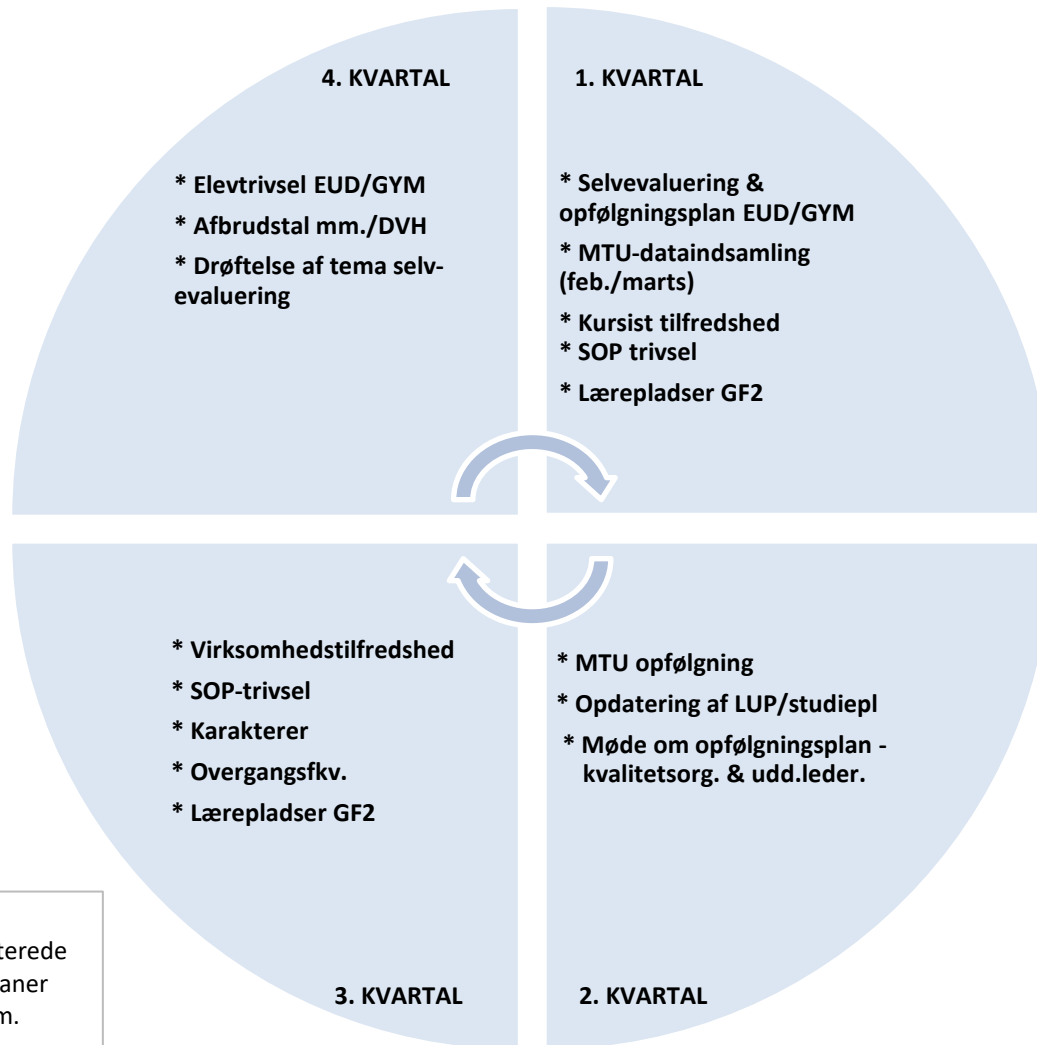 4. KVARTAL
* Elevtrivsel EUD/GYM
* Afbrudstal mm./DVH
* Drøftelse af tema selv-
evaluering
1. KVARTAL
* Selvevaluering &
opfølgningsplan EUD/GYM
* MTU-dataindsamling
(feb./marts)
* Kursist tilfredshed
* SOP trivsel
* Lærepladser GF2
* Virksomhedstilfredshed
* SOP-trivsel
* Karakterer
* Overgangsfkv.
* Lærepladser GF2
3. KVARTAL
* MTU opfølgning
* Opdatering af LUP/studiepl
* Møde om opfølgningsplan -
kvalitetsorg. & udd.leder.
2. KVARTAL
terede
aner
m.